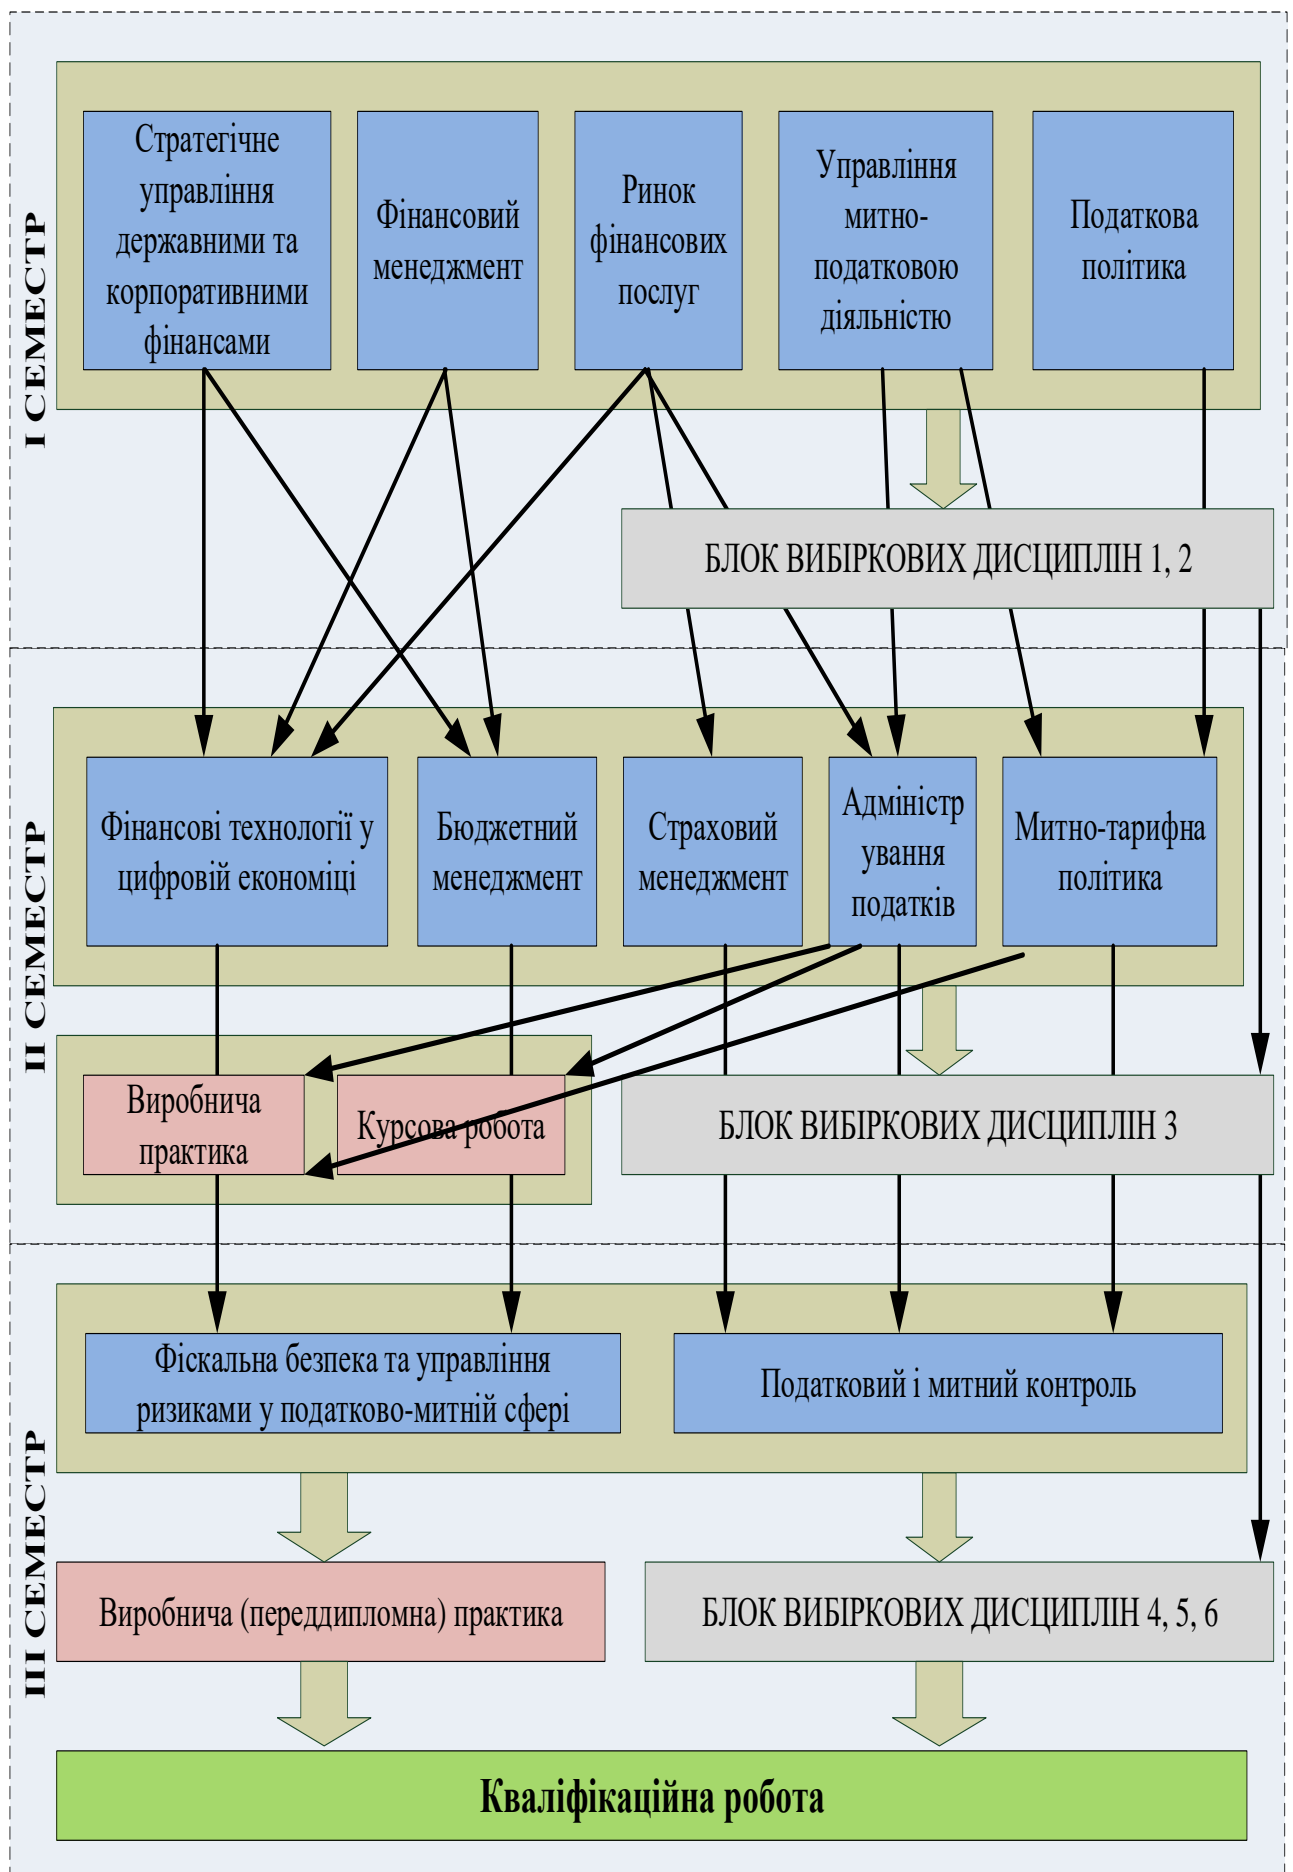 І СЕМЕСТР
Стратегічне
управління
державними та
корпоративними
фінансами
Фінансовий
менеджмент
Ринок
фінансових
послуг
Управління
митно-
податковою
діяльністю
Податкова
політика
БЛОК ВИБІРКОВИХ ДИСЦИПЛІН 1, 2
ІІ СЕМЕСТР
Фінансові технології у
цифровій економіці
Бюджетний
менеджмент
Страховий
менеджмент
Адміністр
ування
податків
Митно-тарифна
політика
Виробнича
практика
Курсова робота
БЛОК ВИБІРКОВИХ ДИСЦИПЛІН 3
ІІІ СЕМЕСТР
Фіскальна безпека та управління
ризиками у податково-митній сфері
Податковий і митний контроль
Виробнича (переддипломна) практика
БЛОК ВИБІРКОВИХ ДИСЦИПЛІН 4, 5, 6
Кваліфікаційна робота